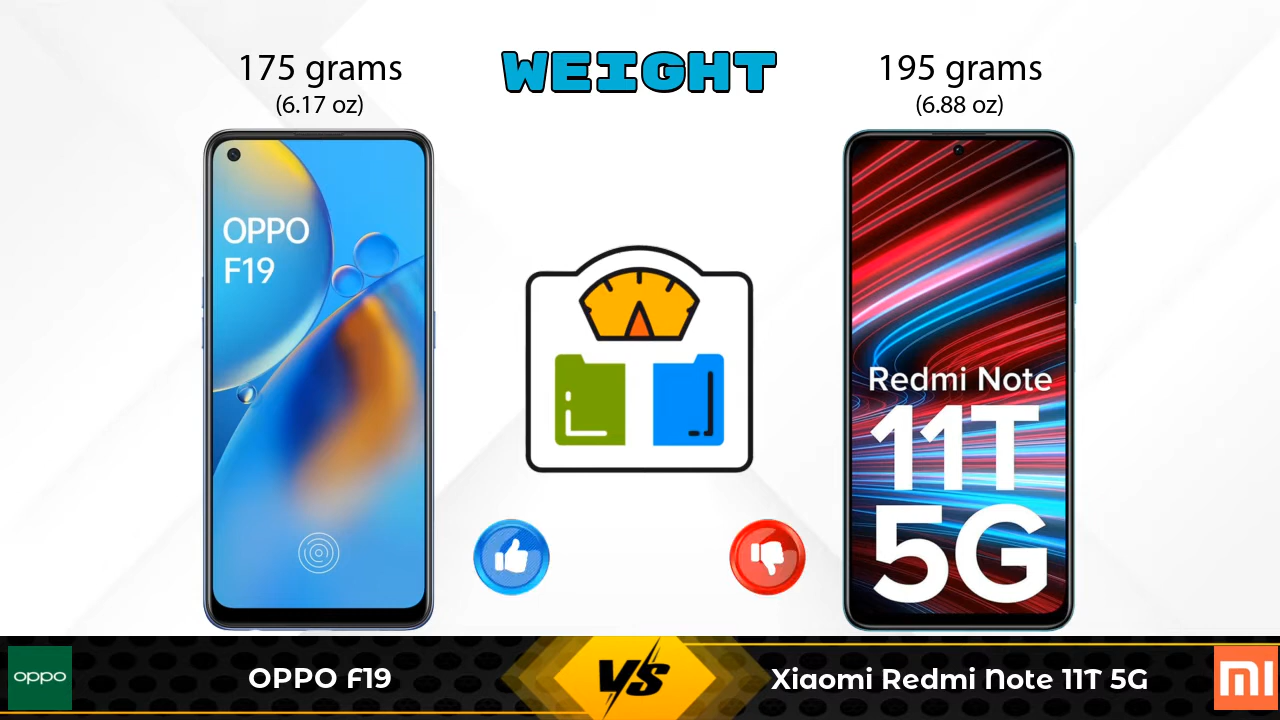 175 grams
(6.17 oz)
WEIGHT
195 grams
(6.88 oz)
OPPO
F19
Redmi Note
11T
5G
oppo
OPPO F19
VS
Xiaomi Redmi Note 11T 5G
MI